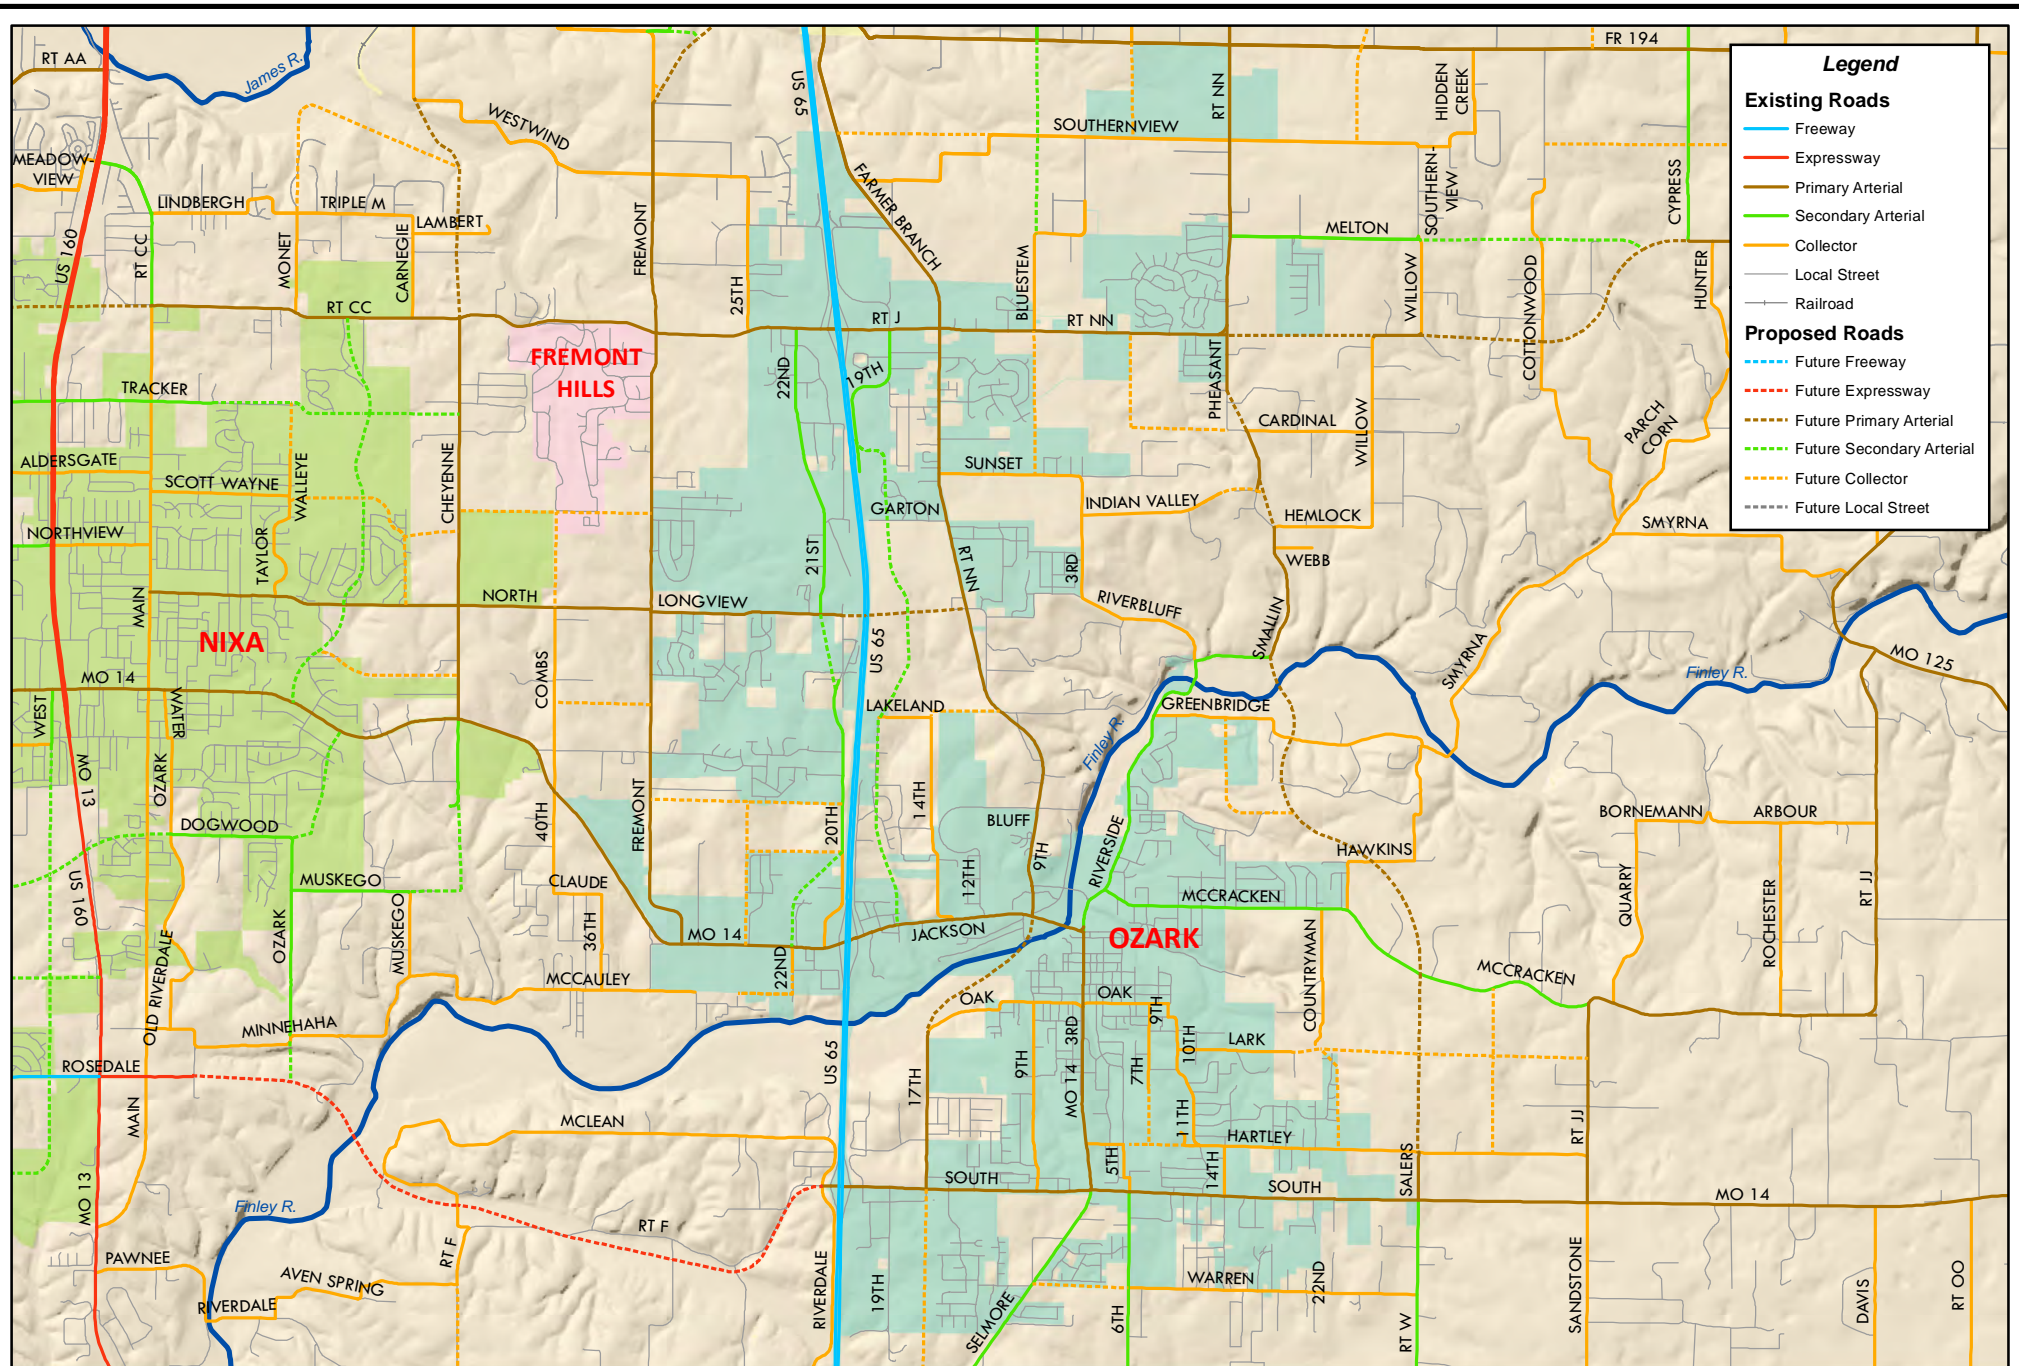 FR 194
RT AA
James R.
US 65
RT NN
HIDDEN
CREEK
WESTWIND
SOUTHERNVIEW
MEADOW-
VIEW
FARMER BRANCH
SOUTHERN-
VIEW
CYPRESS
LINDBERGH
TRIPLE M
LAMBERT
US 160
RT CC
MONET
CARNEGIE
FREMONT
25TH
BLUESTEM
MELTON
WILLOW
COTTONWOOD
HUNTER
RT CC
RT J
RT NN
FREMONT
HILLS
22ND
19TH
PHEASANT
TRACKER
CARDINAL
WILLOW
PARCH
CORN
ALDERSGATE
SCOTT WAYNE
WALLEYE
CHEYENNE
SUNSET
INDIAN VALLEY
GARTON
HEMLOCK
SMYRNA
NORTHVIEW
TAYLOR
21ST
RT NN
3RD
WEBB
MAIN
NORTH
LONGVIEW
RIVERBLUFF
SMALLIN
NIXA
US 65
SMYRNA
MO 125
Finley R.
COMBS
MO 14
WEST
WATER
LAKELAND
GREENBRIDGE
Finley R.
MO 13
OZARK
40TH
FREMONT
20TH
14TH
BLUFF
9TH
RIVERSIDE
BORNEMANN
ARBOUR
DOGWOOD
HAWKINS
MUSKEGO
CLAUDE
12TH
MCCRACKEN
QUARRY
ROCHESTER
RT JJ
US 160
OZARK
MUSKEGO
36TH
MO 14
JACKSON
OZARK
COUNTRYMAN
OLD RIVERDALE
MCCAULEY
22ND
OAK
OAK
9TH
MCCRACKEN
MINNEHAHA
3RD
10TH
LARK
ROSEDALE
US 65
17TH
9TH
MO 14
7TH
MAIN
MCLEAN
11TH
HARTLEY
RT JJ
MO 13
SOUTH
5TH
14TH
SOUTH
SALERS
MO 14
Finley R.
RT F
RT F
PAWNEE
AVEN SPRING
RIVERDALE
RIVERDALE
19TH
SELMORE
6TH
WARREN
22ND
RT W
SANDSTONE
DAVIS
RT OO
Legend
Existing Roads
Freeway
Expressway
Primary Arterial
Secondary Arterial
Collector
Local Street
Railroad
Proposed Roads
Future Freeway
Future Expressway
Future Primary Arterial
Future Secondary Arterial
Future Collector
Future Local Street